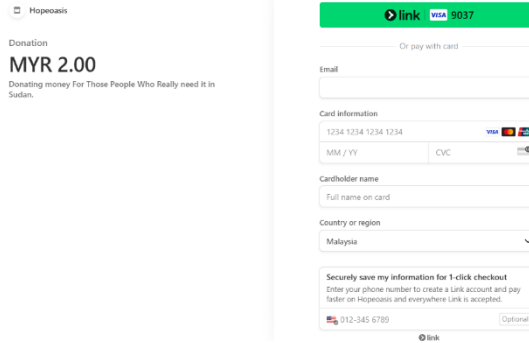 Hopeoasis
Donation
MYR 2.00
Donating money For Those People Who Really need it in
Sudan.
link VISA 9037
Or pay with card
Email
Card information
1234 1234 1234 1234 VISA
MM / YY CVC
Cardholder name
Full name on card
Country or region
Malaysia
Securely save my information for 1-click checkout
Enter your phone number to create a Link account and pay
faster on Hopeoasis and everywhere Link is accepted.
012-345 6789 Optional
link